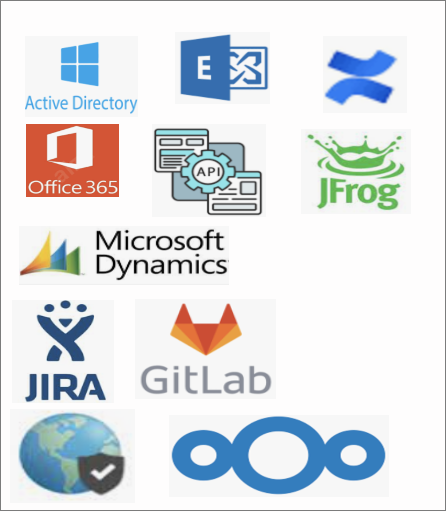 Active Directory
E
Office 365
API
JFrog
Microsoft
Dynamics
JIRA
GitLab